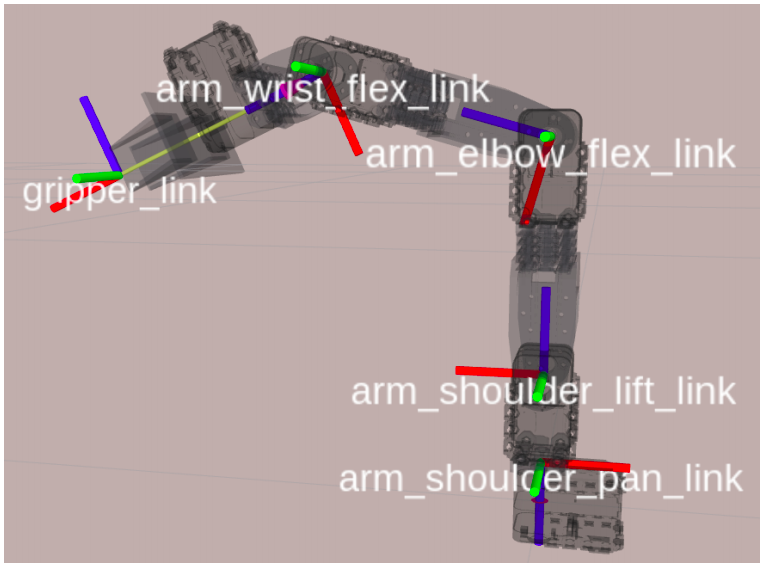 arm_wrist_flex_link
arm_elbow_flex_link
gripper_link
arm_shoulder_lift_link
arm_shoulder_pan_link